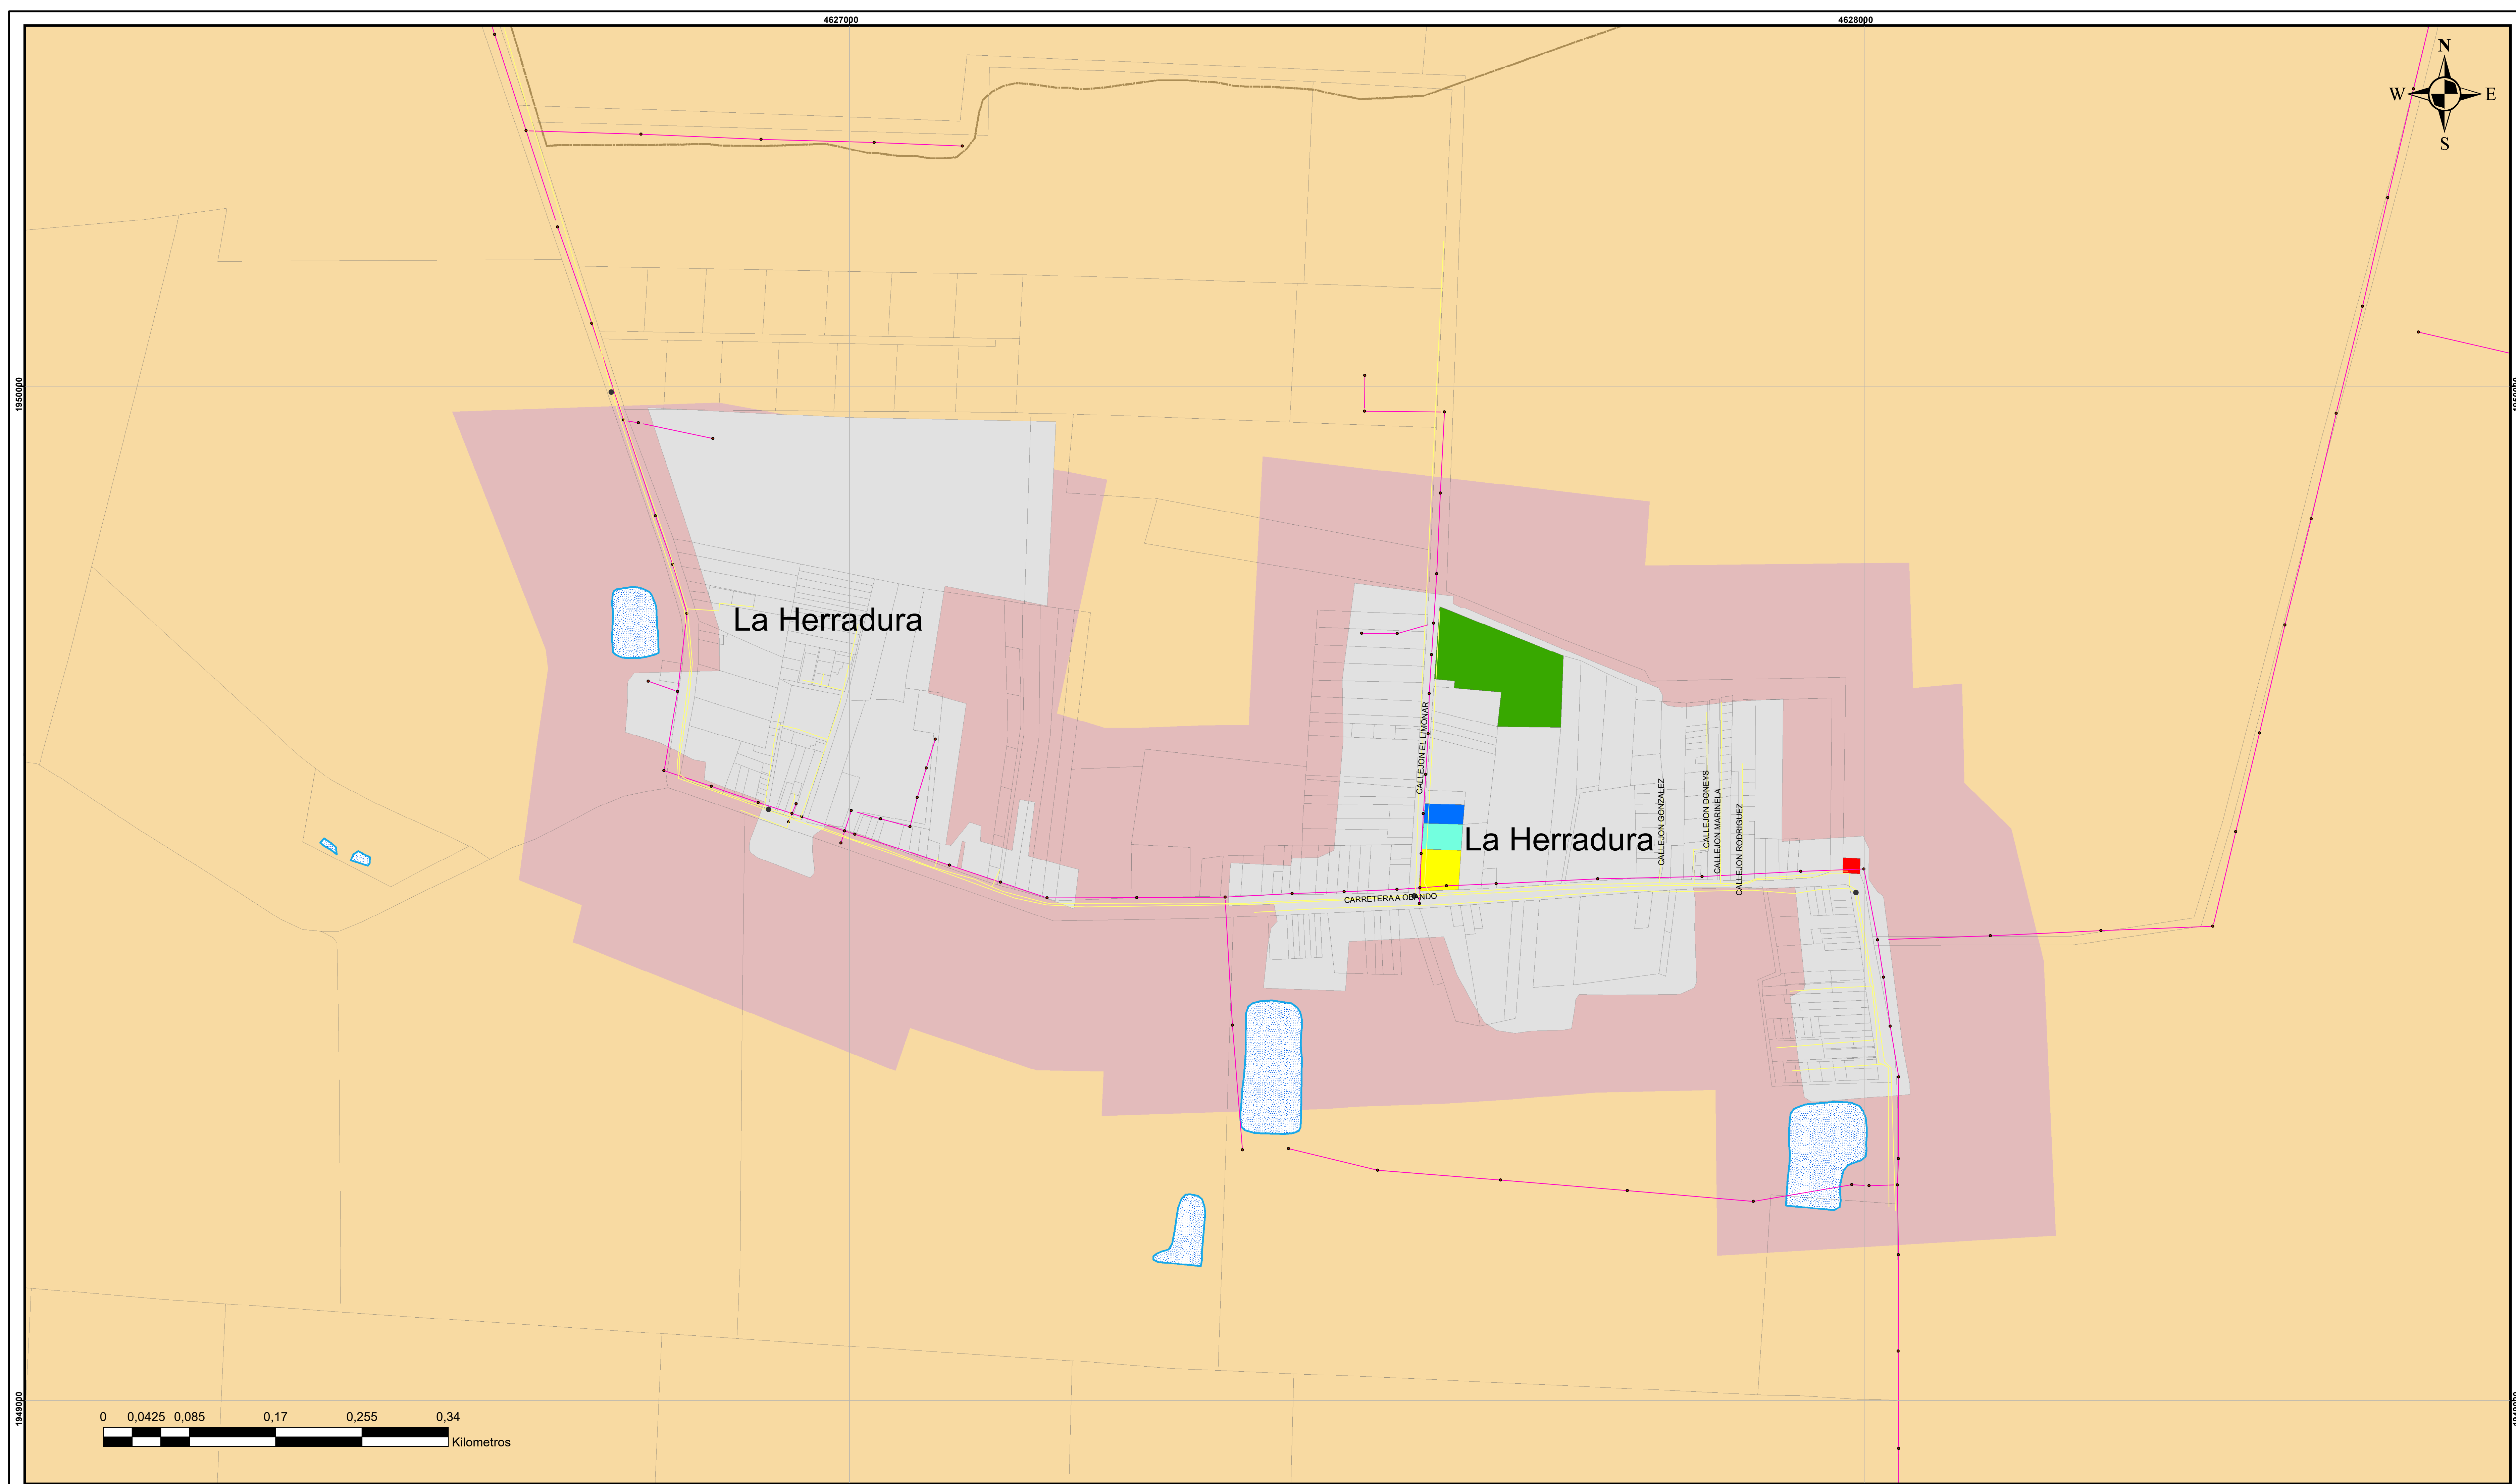 4627000
4628000
N
W
E
S
1950000
La Herradura
CALLEJON EL LIMONAR
La Herradura
CALLEJON GONZALEZ
CALLEJON DONEYS
CALLEJON MARINELA
CALLEJON RODRIGUEZ
CARRETERA A OBANDO
1949000
0 0,0425 0,085 0,17 0,255 0,34
Kilometros